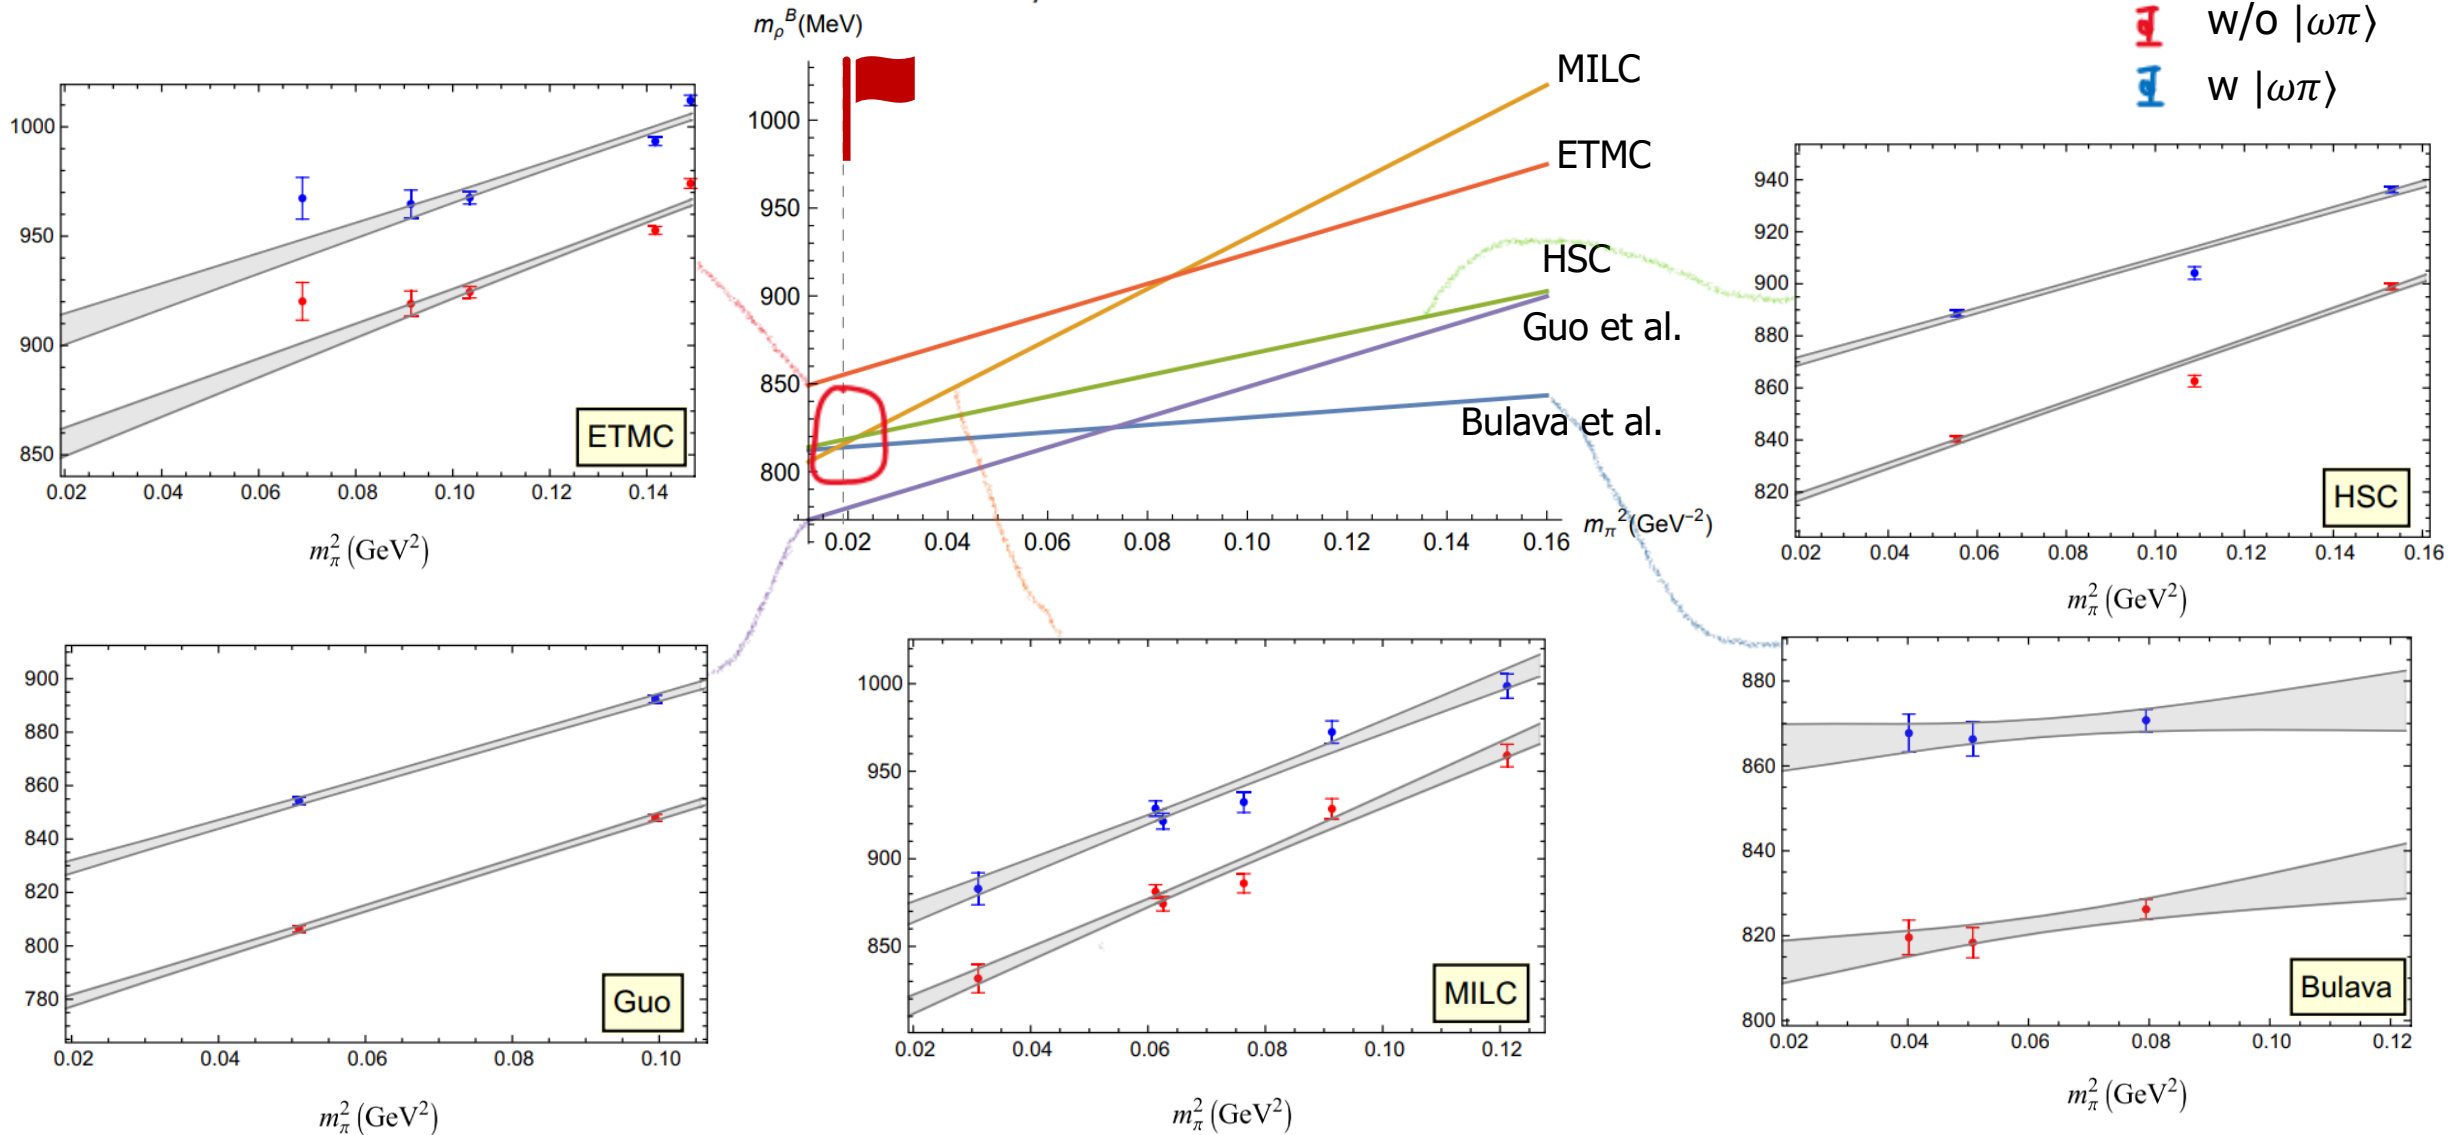 m_ρ^B(MeV)
w/o |ωπ⟩
w |ωπ⟩
MILC
ETMC
HSC
Guo et al.
Bulava et al.
1000
950
900
850
800
0.02 0.04 0.06 0.08 0.10 0.12 0.14 0.16
m_π^2(GeV^-2)
1000
950
900
850
ETMC
0.02 0.04 0.06 0.08 0.10 0.12 0.14
m_π^2 (GeV^2)
940
920
900
880
860
840
820
HSC
0.02 0.04 0.06 0.08 0.10 0.12 0.14 0.16
m_π^2 (GeV^2)
900
880
860
840
820
800
780
Guo
0.02 0.04 0.06 0.08 0.10
m_π^2 (GeV^2)
1000
950
900
850
MILC
0.02 0.04 0.06 0.08 0.10 0.12
m_π^2 (GeV^2)
880
860
840
820
800
Bulava
0.02 0.04 0.06 0.08 0.10 0.12
m_π^2 (GeV^2)